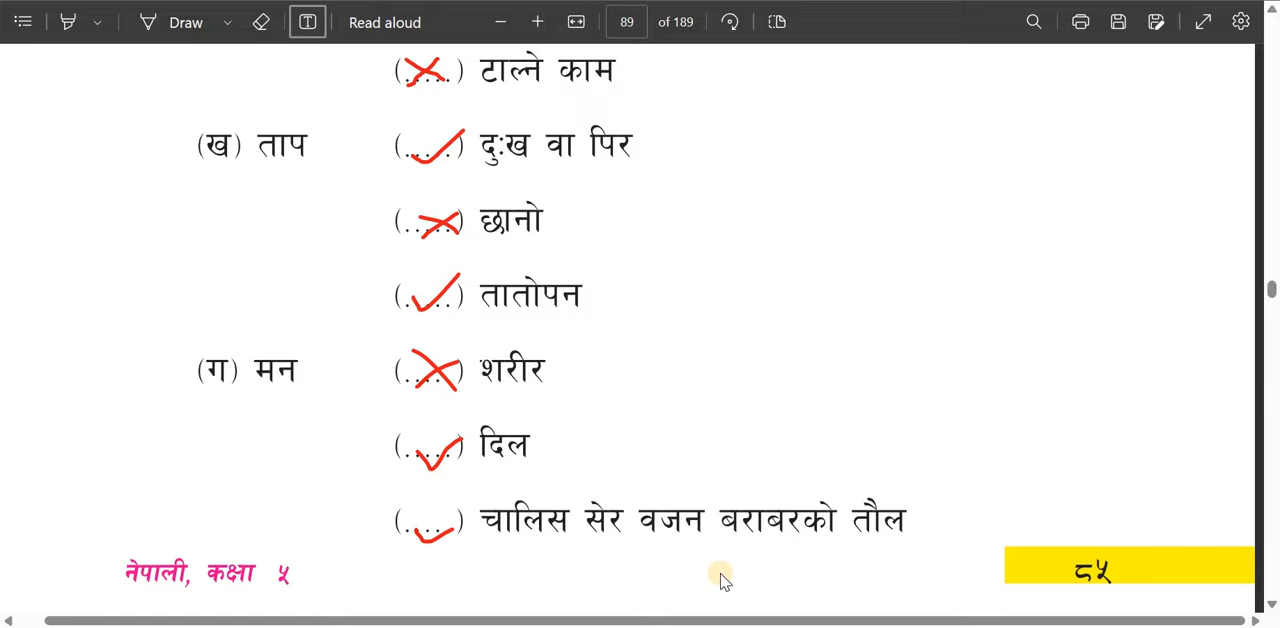 Draw
Read aloud
89 of 189
(.....) टाल्ने काम
(ख) ताप (.....) दुःख वा पिर
(.....) छानो
(.....) तातोपन
(ग) मन (.....) शरीर
(.....) दिल
(.....) चालिस सेर वजन बराबरको तौल
नेपाली, कक्षा ५
८५